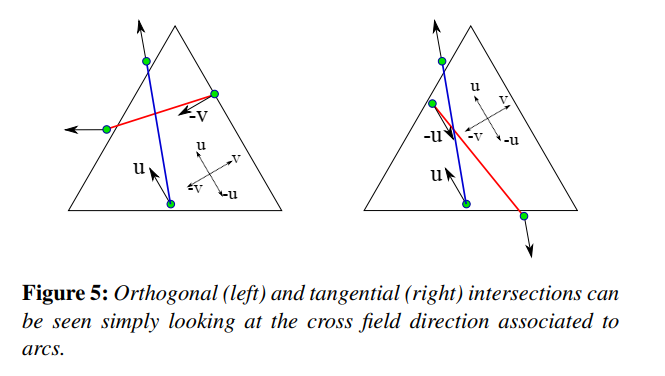 -v
u
v
u
-v
-u
u
v
-u
-v
-u
u
Figure 5: Orthogonal (left) and tangential (right) intersections can
be seen simply looking at the cross field direction associated to
arcs.